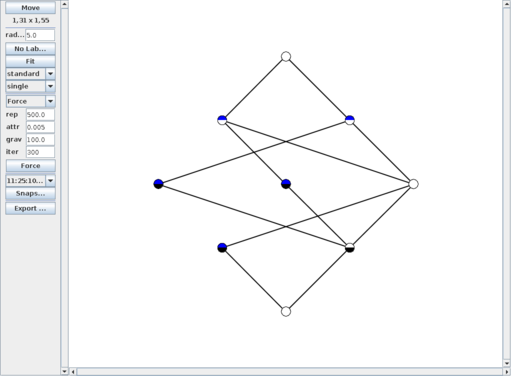 Move
1,31 x 1,55
rad... 5.0
No Lab...
Fit
standard
single
Force
rep 500.0
attr 0.005
grav 100.0
iter 300
Force
11:25:10...
Snaps...
Export ...